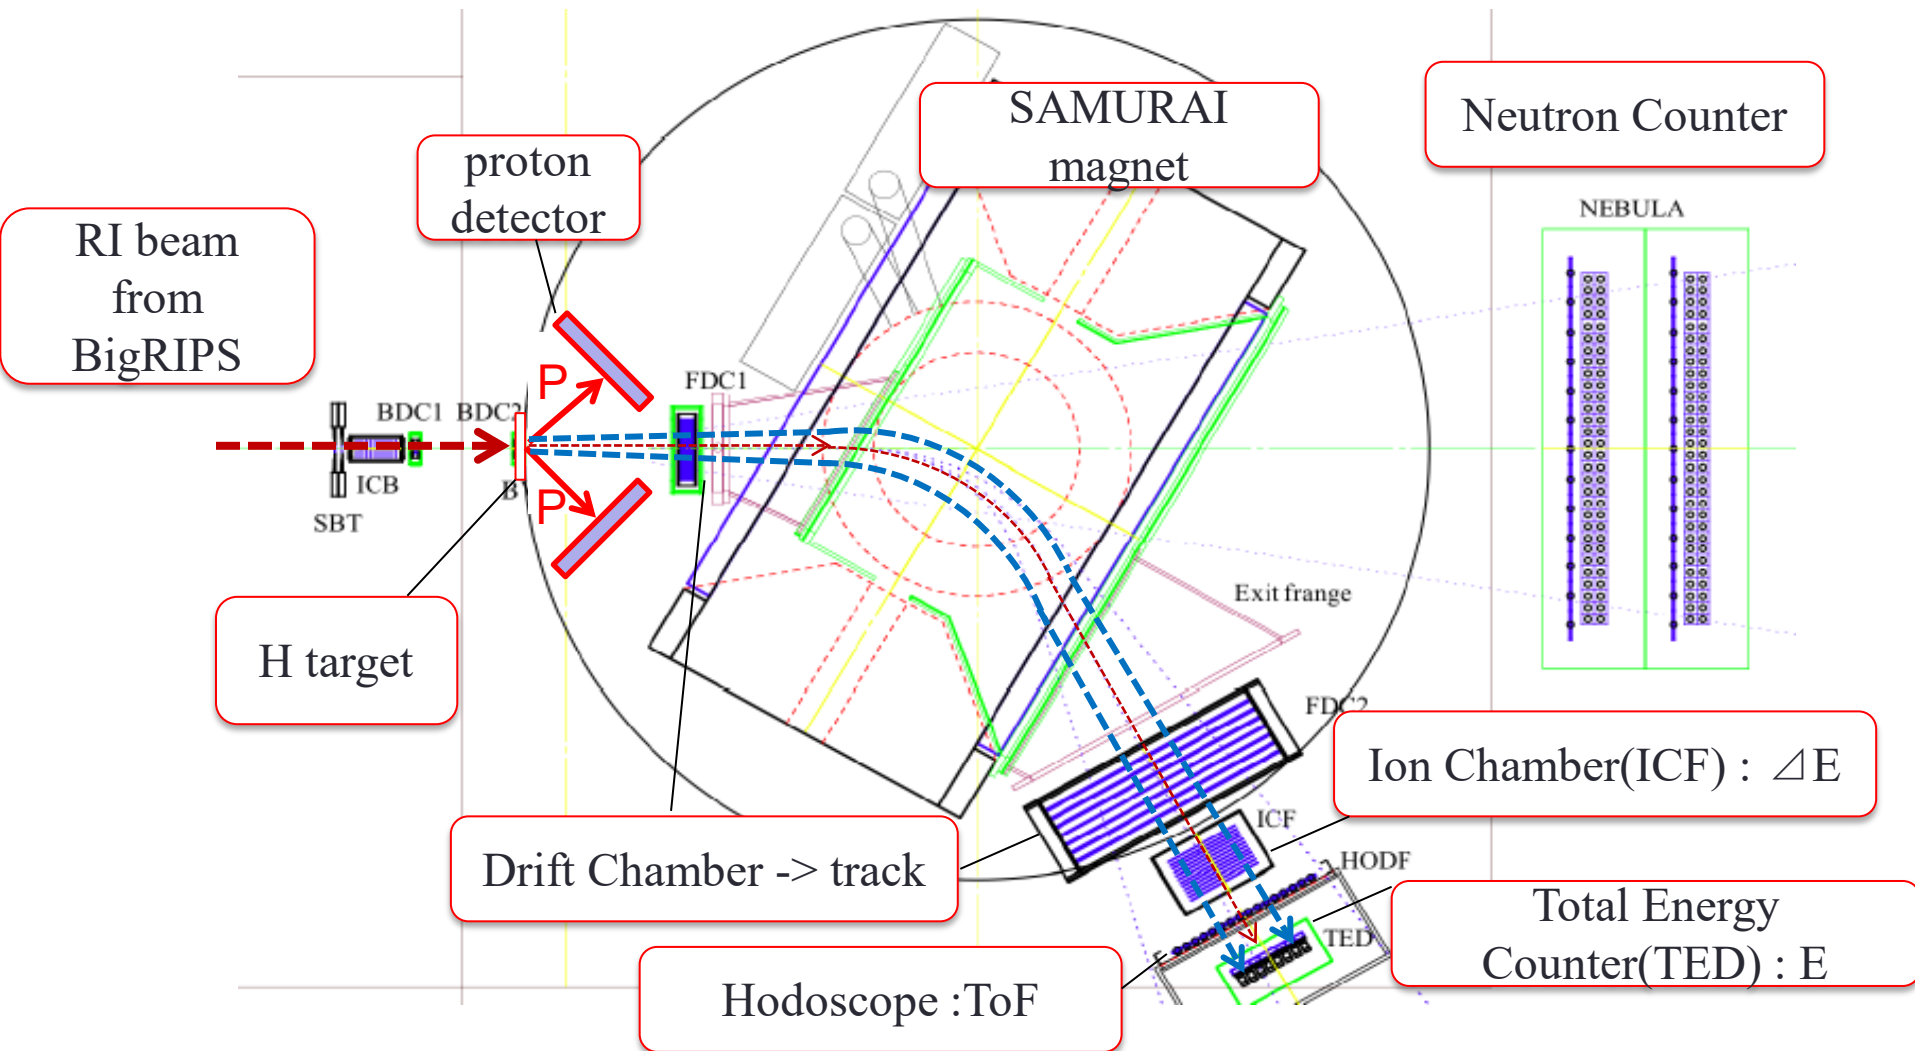 SAMURAI
magnet
Neutron Counter
proton
detector
NEBULA
RI beam
from
BigRIPS
P
FDC1
BDC1
BDC2
ICB
SBT
P
Exit frange
H target
FDC2
Ion Chamber(ICF) : ⊿E
ICF
Drift Chamber -> track
HODF
Total Energy
Counter(TED) : E
TED
Hodoscope :ToF